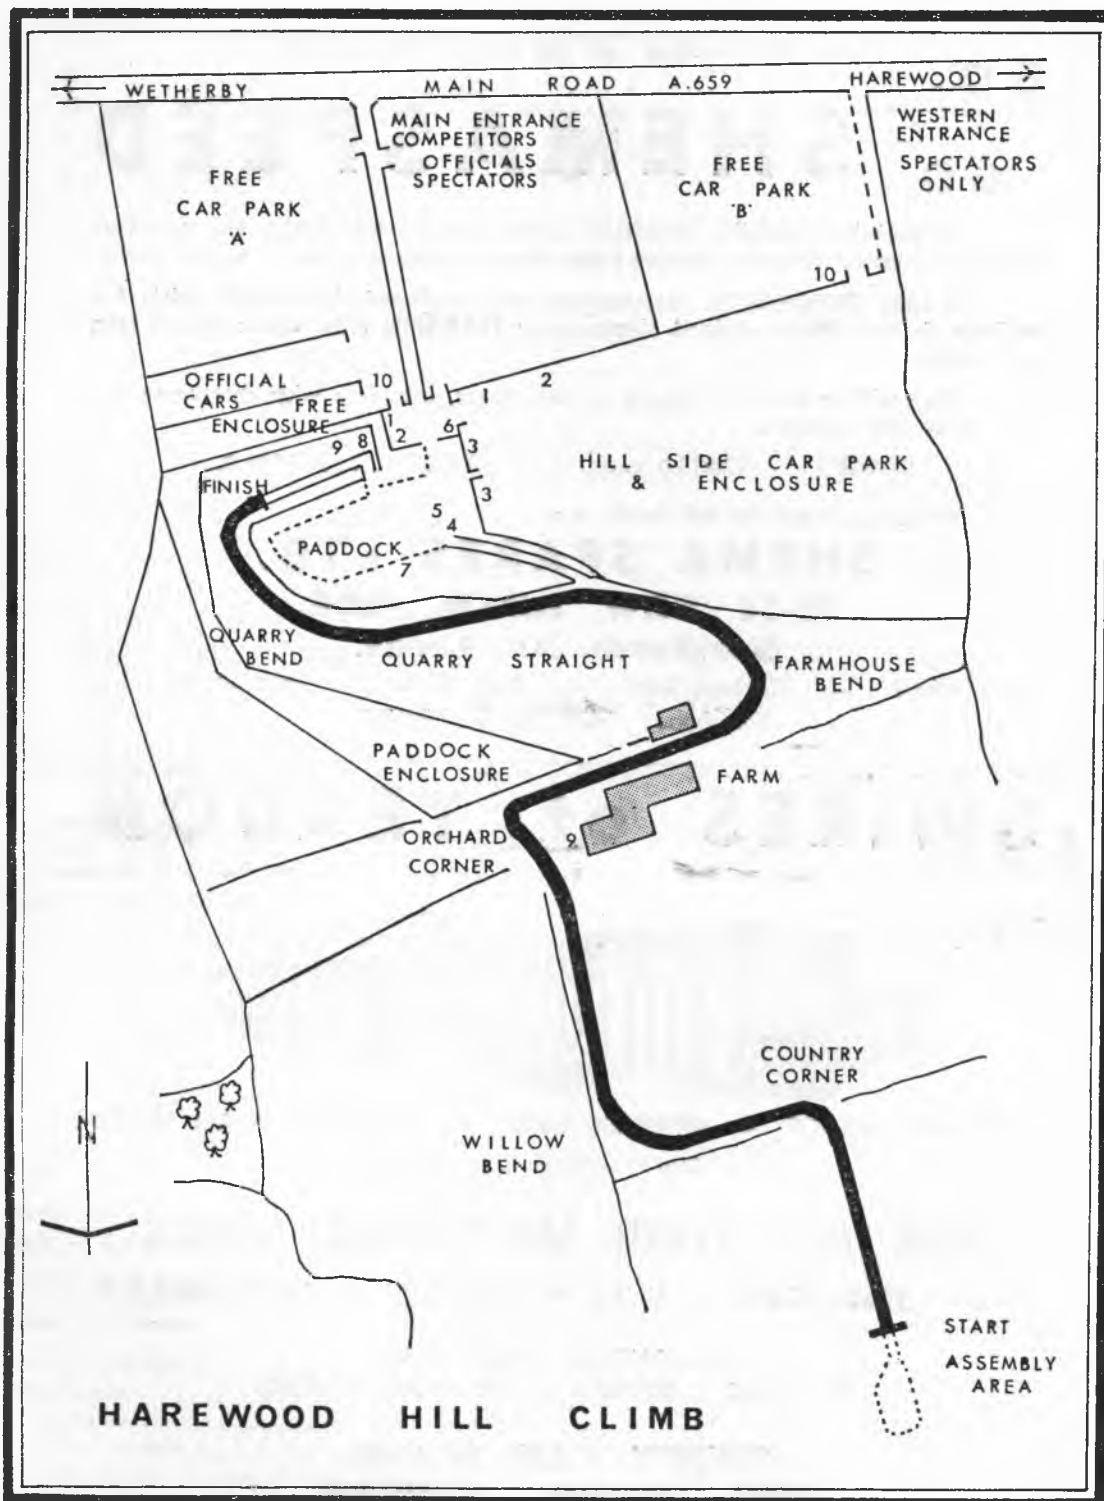 WETHERBY
MAIN ROAD A.659
HAREWOOD
MAIN ENTRANCE
COMPETITORS
OFFICIALS
SPECTATORS
WESTERN
ENTRANCE
SPECTATORS
ONLY
FREE
CAR PARK
'A'
FREE
CAR PARK
'B'
10
OFFICIAL
CARS
10
FREE
ENCLOSURE
1
2
1
2
6
3
3
9
8
HILL SIDE CAR PARK
& ENCLOSURE
FINISH
5
4
PADDOCK
7
QUARRY
BEND
QUARRY STRAIGHT
FARMHOUSE
BEND
PADDOCK
ENCLOSURE
FARM
ORCHARD
CORNER
9
COUNTRY
CORNER
WILLOW
BEND
N
START
ASSEMBLY
AREA
HAREWOOD HILL CLIMB